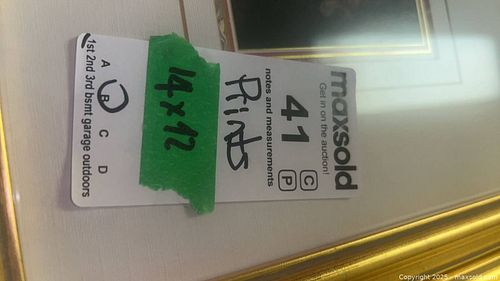 maxsold
Get in on the auction!
41
C
P
notes and measurements
Prints
14 x 12
A B C D
1st 2nd 3rd bsmt garage outdoors
Copyright 2025 - maxsold.com